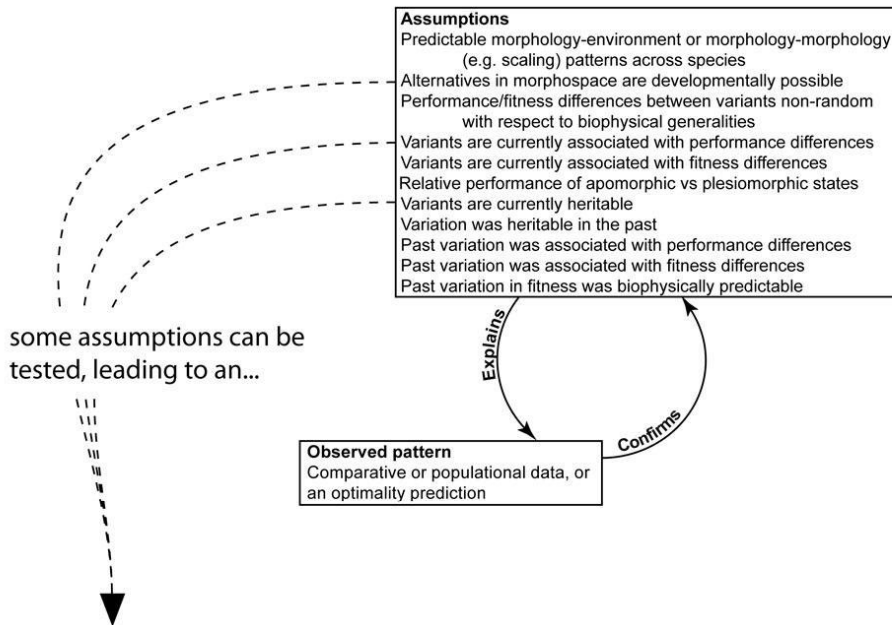 Assumptions
Predictable morphology-environment or morphology-morphology
(e.g. scaling) patterns across species
Alternatives in morphospace are developmentally possible
Performance/fitness differences between variants non-random
with respect to biophysical generalities
Variants are currently associated with performance differences
Variants are currently associated with fitness differences
Relative performance of apomorphic vs plesiomorphic states
Variants are currently heritable
Variation was heritable in the past
Past variation was associated with performance differences
Past variation was associated with fitness differences
Past variation in fitness was biophysically predictable
some assumptions can be
tested, leading to an...
Explains
Confirms
Observed pattern
Comparative or populational data, or
an optimality prediction